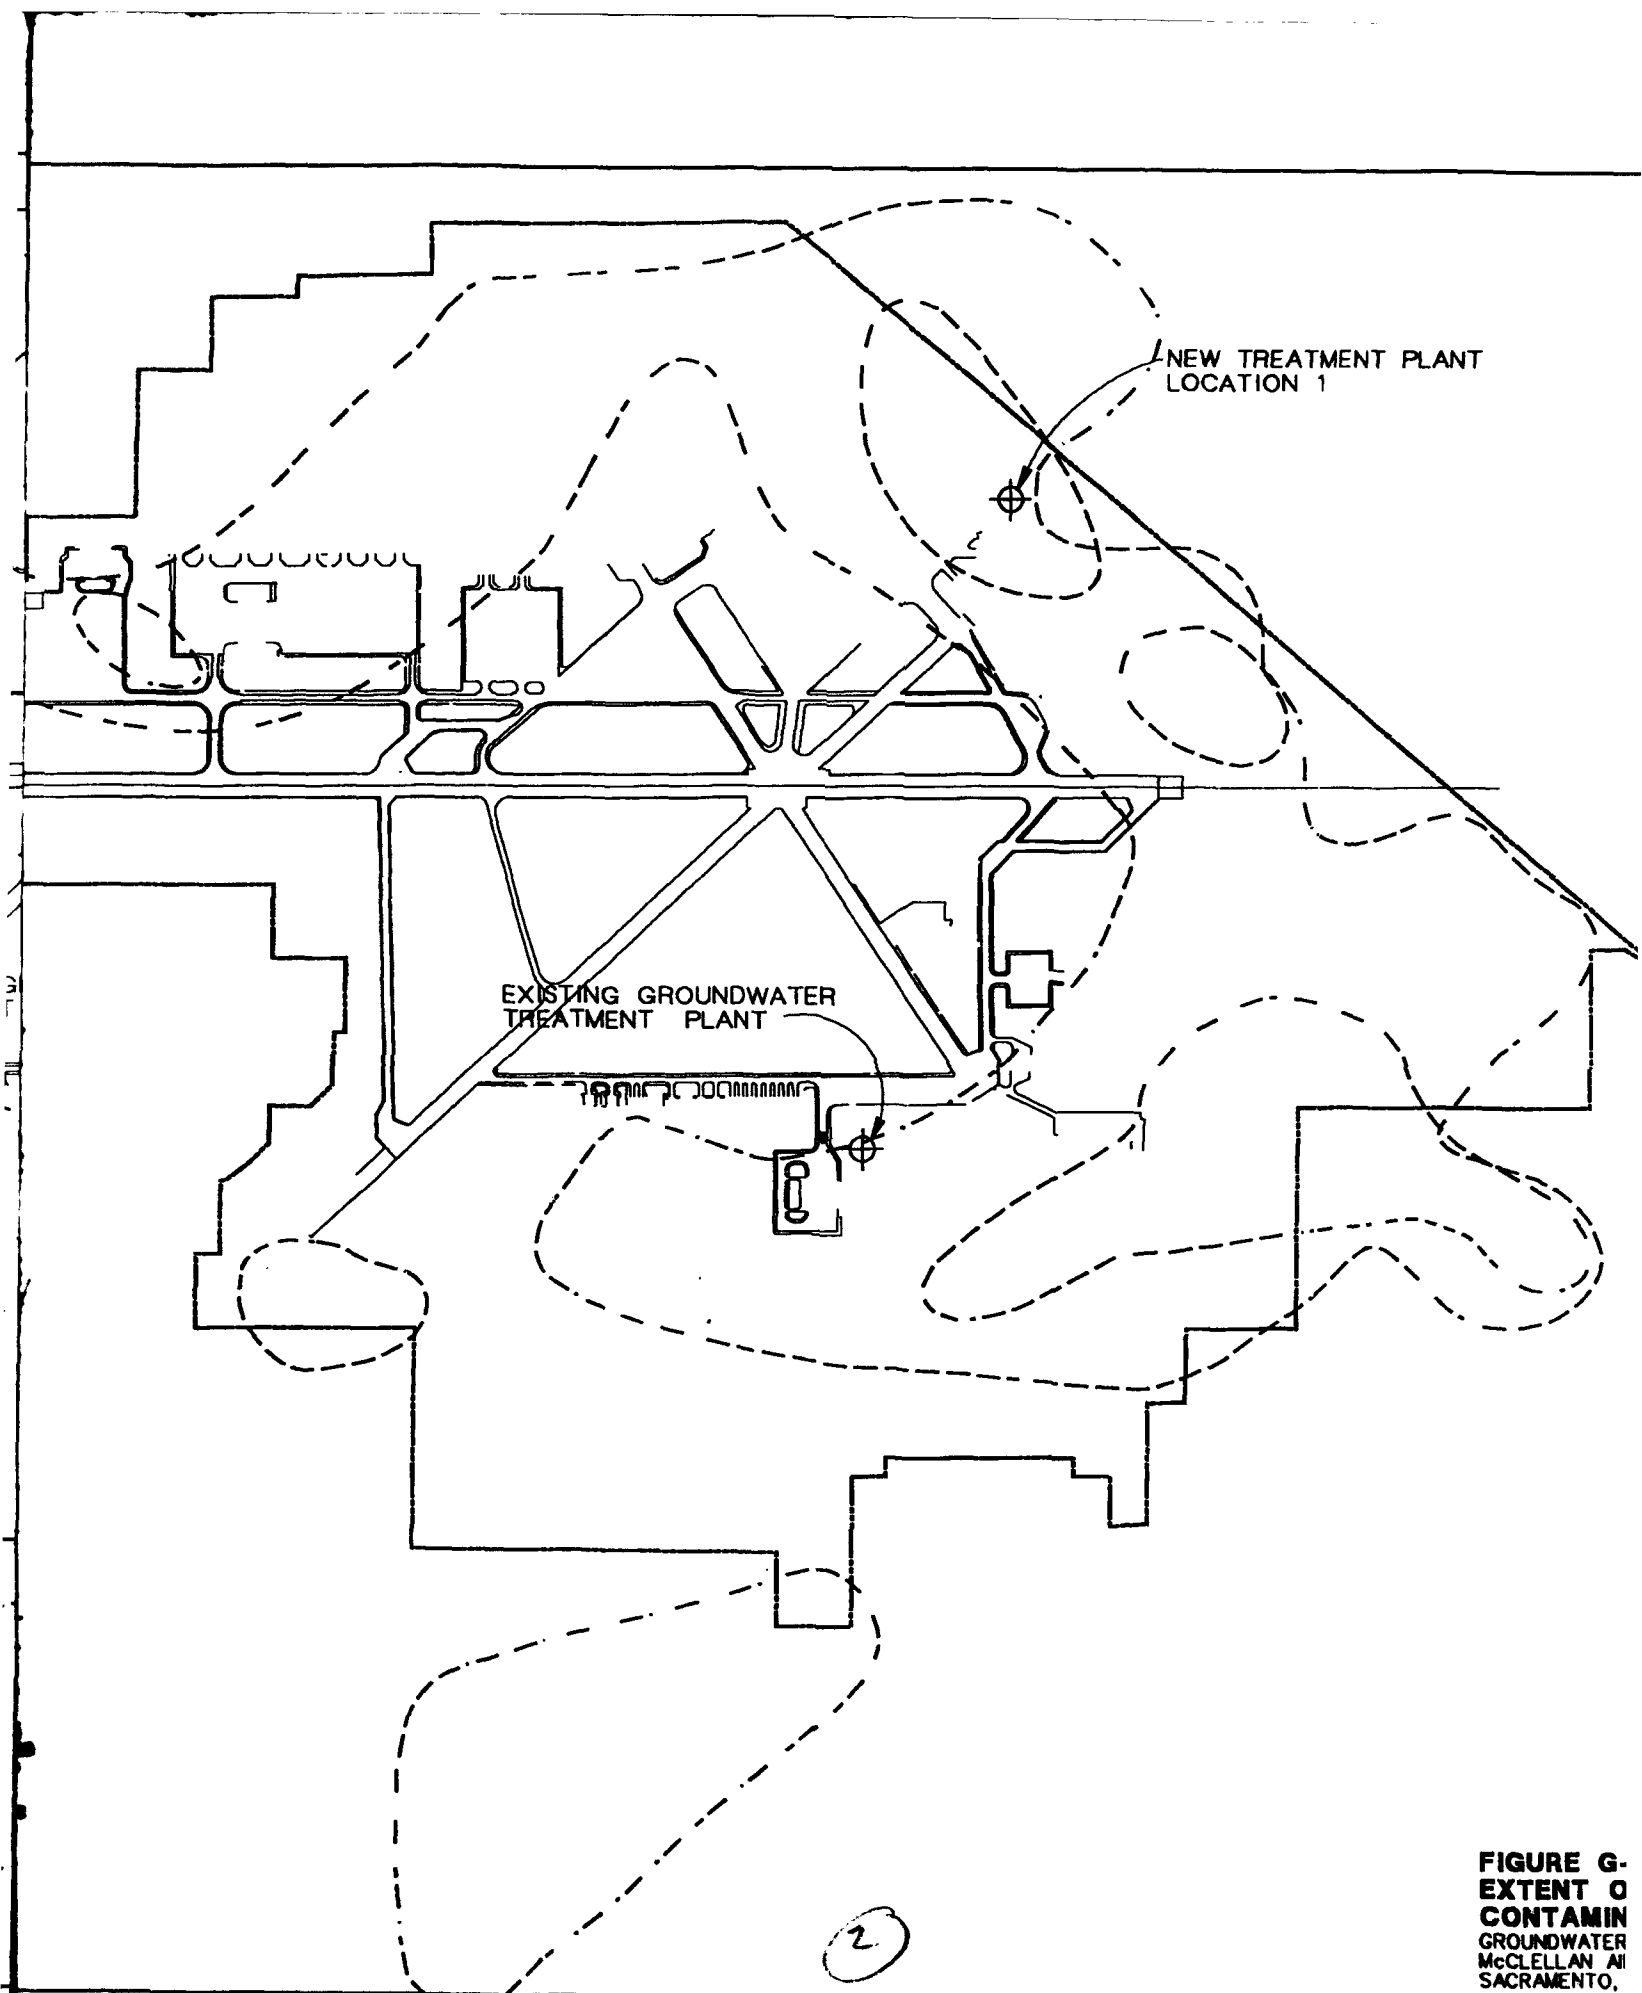 NEW TREATMENT PLANT
LOCATION 1
EXISTING GROUNDWATER
TREATMENT PLANT
2
FIGURE G-
EXTENT O
CONTAMIN
GROUNDWATER
McCLELLAN AI
SACRAMENTO,